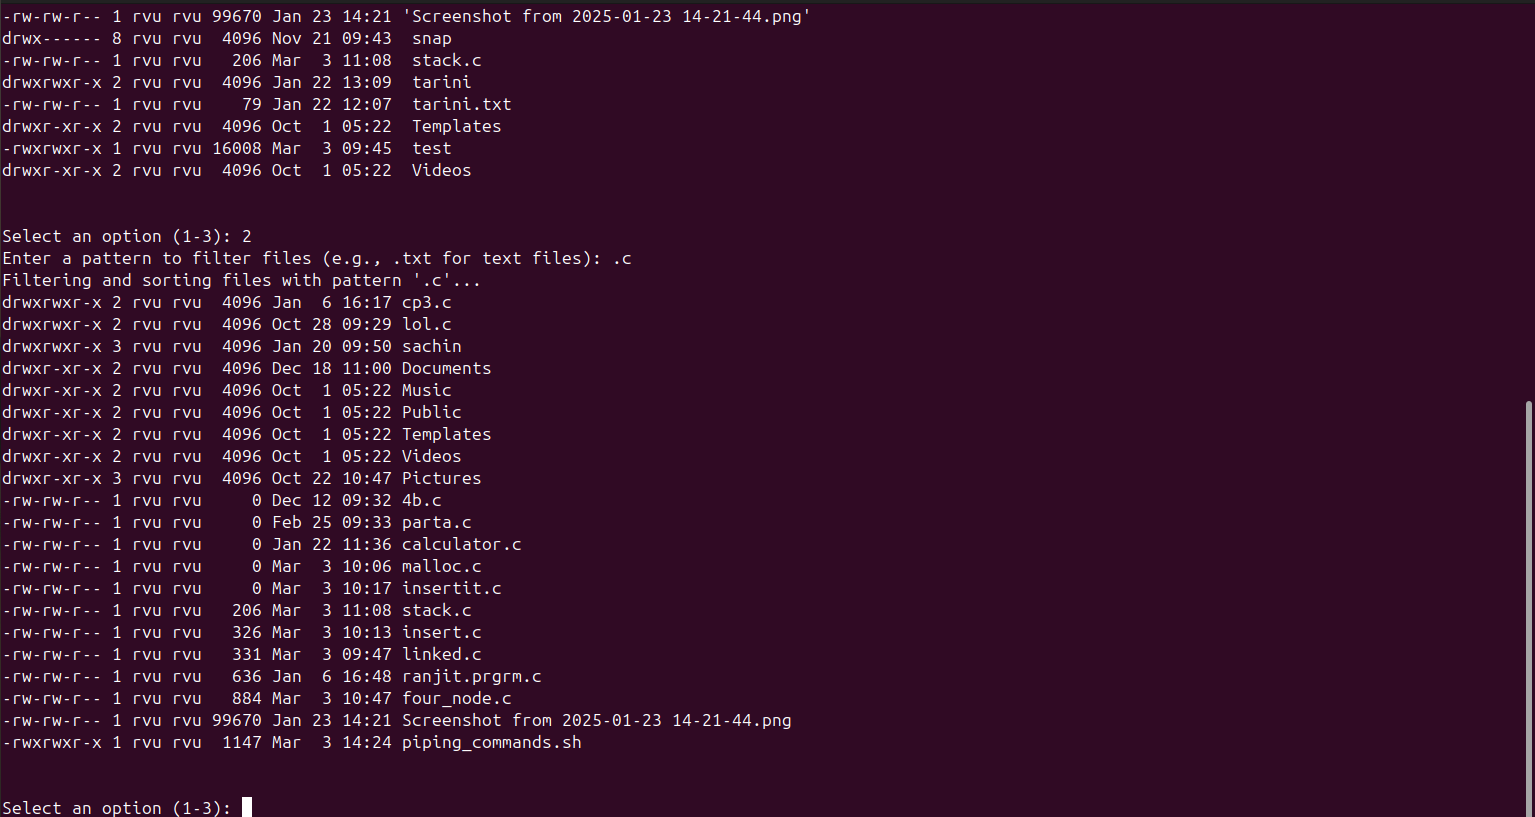 -rw-rw-r-- 1 rvu rvu 99670 Jan 23 14:21 'Screenshot from 2025-01-23 14-21-44.png'
drwx------ 8 rvu rvu  4096 Nov 21 09:43  snap
-rw-rw-r-- 1 rvu rvu   206 Mar  3 11:08  stack.c
drwxrwxr-x 2 rvu rvu  4096 Jan 22 13:09  tarini
-rw-rw-r-- 1 rvu rvu    79 Jan 22 12:07  tarini.txt
drwxr-xr-x 2 rvu rvu  4096 Oct  1 05:22  Templates
-rwxrwxr-x 1 rvu rvu 16008 Mar  3 09:45  test
drwxr-xr-x 2 rvu rvu  4096 Oct  1 05:22  Videos
Select an option (1-3): 2
Enter a pattern to filter files (e.g., .txt for text files): .c
Filtering and sorting files with pattern '.c'...
drwxrwxr-x 2 rvu rvu  4096 Jan  6 16:17 cp3.c
drwxrwxr-x 2 rvu rvu  4096 Oct 28 09:29 lol.c
drwxrwxr-x 3 rvu rvu  4096 Jan 20 09:50 sachin
drwxr-xr-x 2 rvu rvu  4096 Dec 18 11:00 Documents
drwxr-xr-x 2 rvu rvu  4096 Oct  1 05:22 Music
drwxr-xr-x 2 rvu rvu  4096 Oct  1 05:22 Public
drwxr-xr-x 2 rvu rvu  4096 Oct  1 05:22 Templates
drwxr-xr-x 2 rvu rvu  4096 Oct  1 05:22 Videos
drwxr-xr-x 3 rvu rvu  4096 Oct 22 10:47 Pictures
-rw-rw-r-- 1 rvu rvu     0 Dec 12 09:32 4b.c
-rw-rw-r-- 1 rvu rvu     0 Feb 25 09:33 parta.c
-rw-rw-r-- 1 rvu rvu     0 Jan 22 11:36 calculator.c
-rw-rw-r-- 1 rvu rvu     0 Mar  3 10:06 malloc.c
-rw-rw-r-- 1 rvu rvu     0 Mar  3 10:17 insertit.c
-rw-rw-r-- 1 rvu rvu   206 Mar  3 11:08 stack.c
-rw-rw-r-- 1 rvu rvu   326 Mar  3 10:13 insert.c
-rw-rw-r-- 1 rvu rvu   331 Mar  3 09:47 linked.c
-rw-rw-r-- 1 rvu rvu   636 Jan  6 16:48 ranjit.prgrm.c
-rw-rw-r-- 1 rvu rvu   884 Mar  3 10:47 four_node.c
-rw-rw-r-- 1 rvu rvu 99670 Jan 23 14:21 Screenshot from 2025-01-23 14-21-44.png
-rwxrwxr-x 1 rvu rvu  1147 Mar  3 14:24 piping_commands.sh
Select an option (1-3):